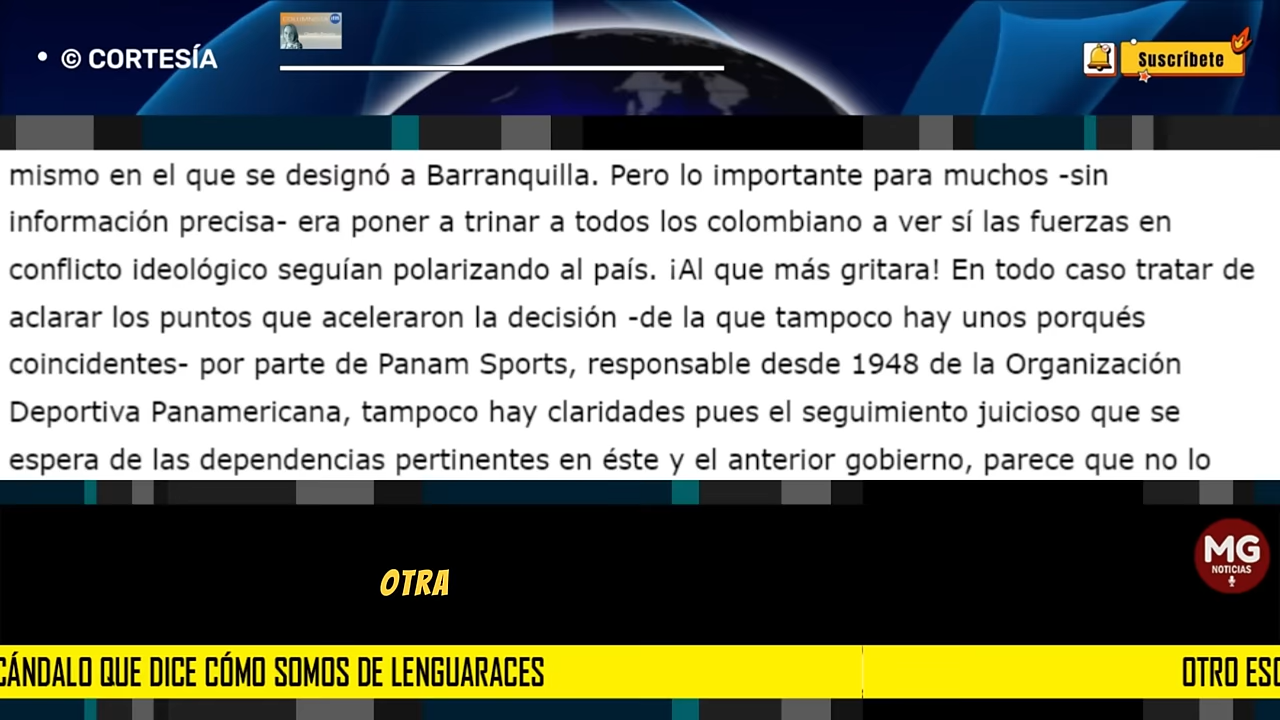 © CORTESÍA
Suscríbete
mismo en el que se designó a Barranquilla. Pero lo importante para muchos -sin
información precisa- era poner a trinar a todos los colombiano a ver sí las fuerzas en
conflicto ideológico seguían polarizando al país. ¡Al que más gritara! En todo caso tratar de
aclarar los puntos que aceleraron la decisión -de la que tampoco hay unos porqués
coincidentes- por parte de Panam Sports, responsable desde 1948 de la Organización
Deportiva Panamericana, tampoco hay claridades pues el seguimiento juicioso que se
espera de las dependencias pertinentes en éste y el anterior gobierno, parece que no lo
OTRA
MG
NOTICIAS
CÁNDALO QUE DICE CÓMO SOMOS DE LENGUARACES
OTRO ESC